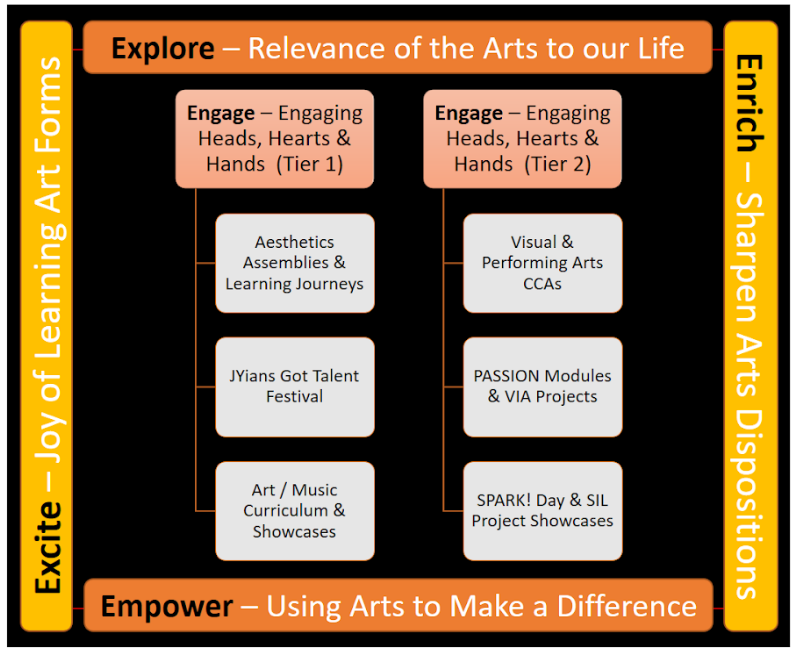 Explore – Relevance of the Arts to our Life
Excite – Joy of Learning Art Forms
Engage – Engaging
Heads, Hearts &
Hands (Tier 1)
Aesthetics
Assemblies &
Learning Journeys
JYians Got Talent
Festival
Art / Music
Curriculum &
Showcases
Engage – Engaging
Heads, Hearts &
Hands (Tier 2)
Visual &
Performing Arts
CCAs
PASSION Modules
& VIA Projects
SPARK! Day & SIL
Project Showcases
Enrich – Sharpen Arts Dispositions
Empower – Using Arts to Make a Difference